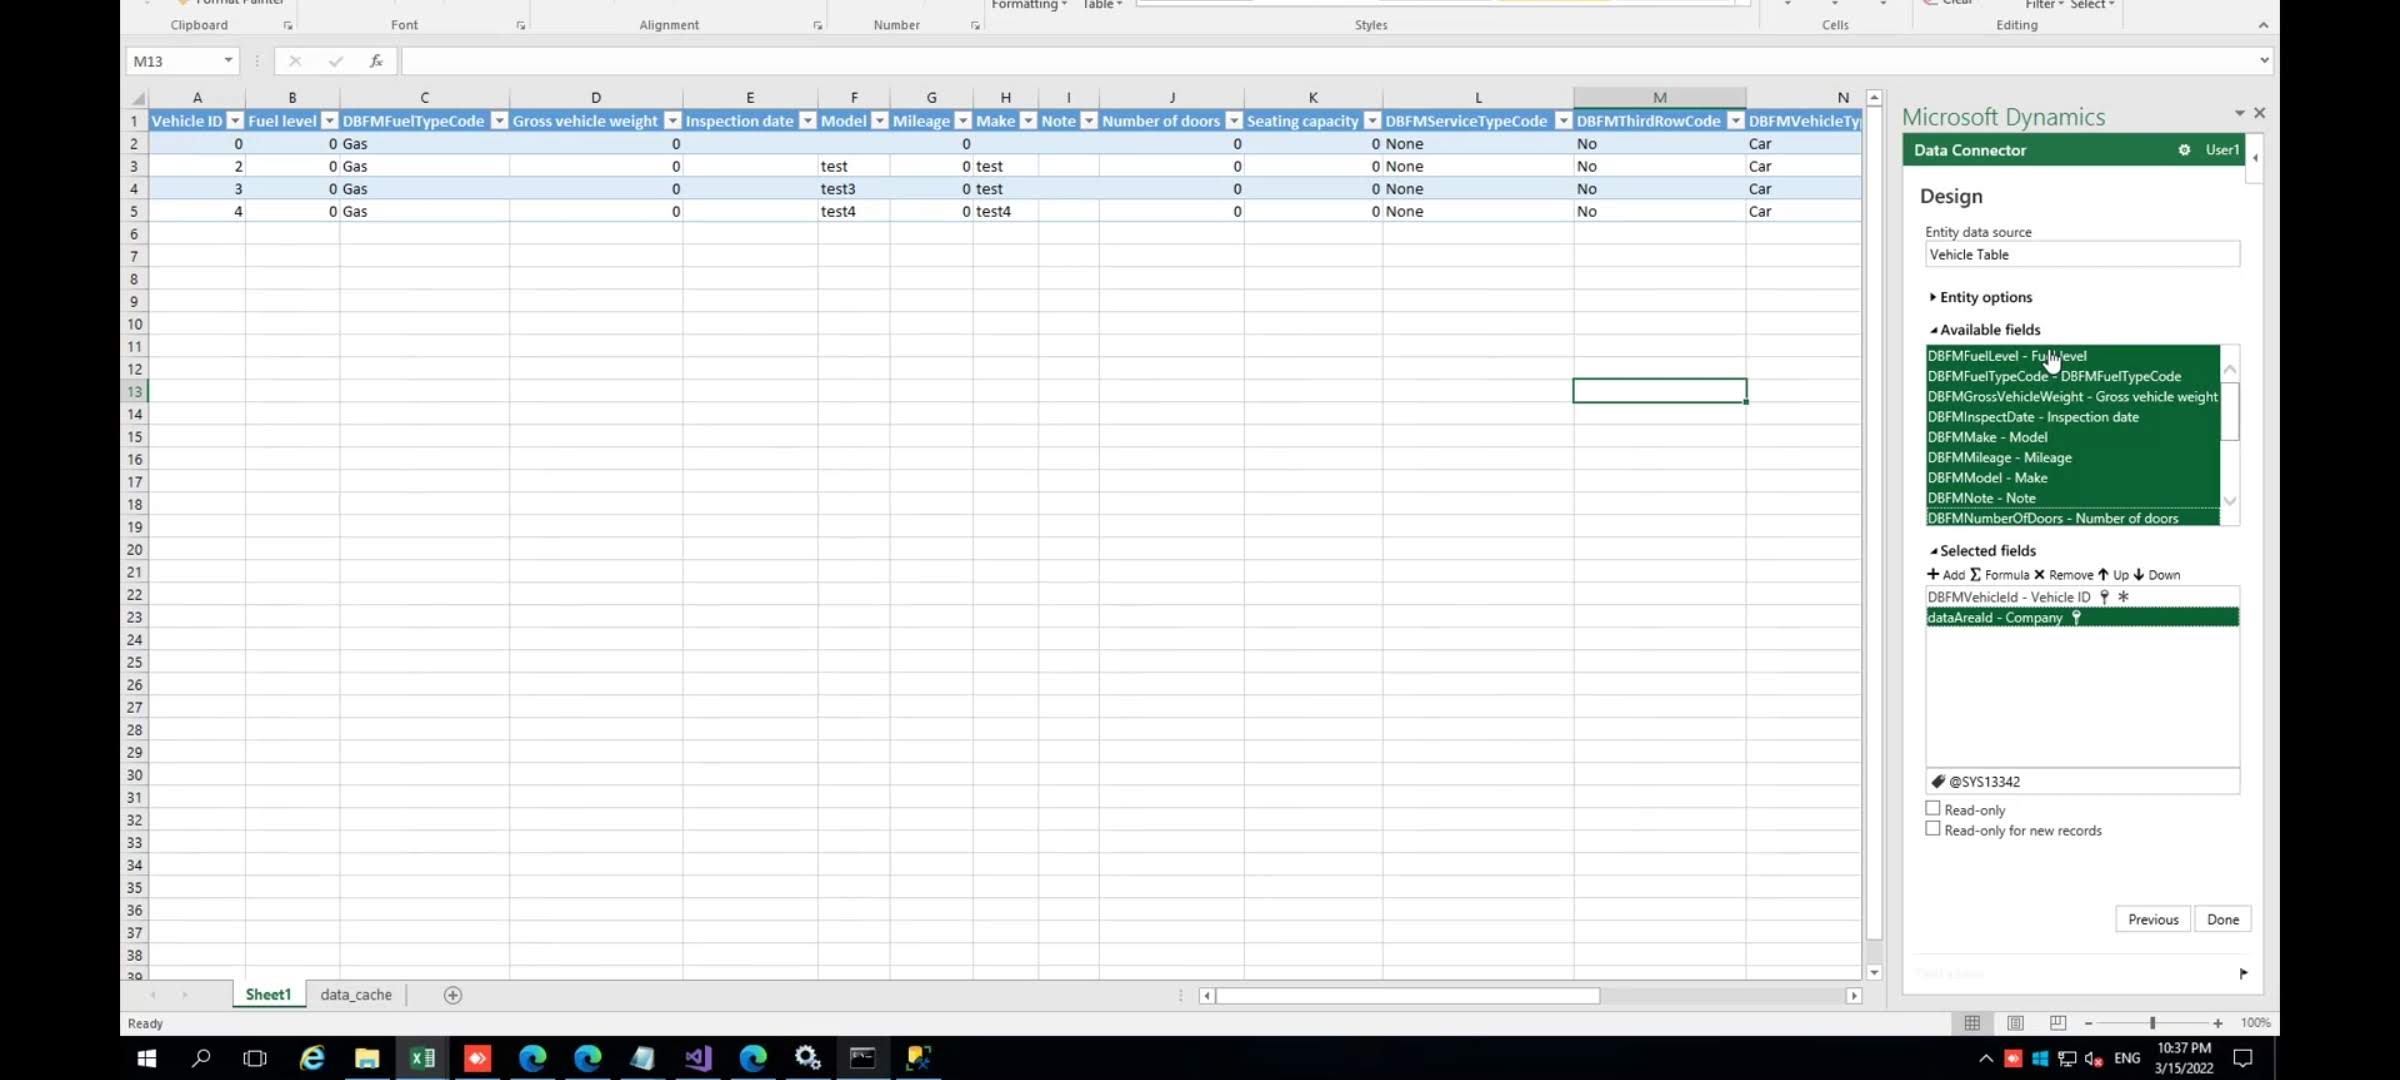 Format Painter
Formatting
Table
Clear
Filter
Select
Clipboard
Font
Alignment
Number
Styles
Cells
Editing
M13
fx
A B C D E F G H I J K L M N
1 Vehicle ID Fuel level DBFMFuelTypeCode Gross vehicle weight Inspection date Model Mileage Make Note Number of doors Seating capacity DBFMServiceTypeCode DBFMThirdRowCode DBFMVehicleTy
2 0 0 Gas 0 0 0 0 None No Car
3 2 0 Gas 0 test 0 test 0 0 None No Car
4 3 0 Gas 0 test3 0 test 0 0 None No Car
5 4 0 Gas 0 test4 0 test4 0 0 None No Car
6
7
8
9
10
11
12
13
14
15
16
17
18
19
20
21
22
23
24
25
26
27
28
29
30
31
32
33
34
35
36
37
38
39
Microsoft Dynamics
Data Connector
User1
Design
Entity data source
Vehicle Table
Entity options
Available fields
DBFMFuelLevel - Fuel level
DBFMFuelTypeCode - DBFMFuelTypeCode
DBFMGrossVehicleWeight - Gross vehicle weight
DBFMInspectDate - Inspection date
DBFMMake - Model
DBFMMileage - Mileage
DBFMModel - Make
DBFMNote - Note
DBFMNumberOfDoors - Number of doors
Selected fields
Add Formula Remove Up Down
DBFMVehicleId - Vehicle ID
dataAreaId - Company
@SYS13342
Read-only
Read-only for new records
Previous
Done
Sheet1
data_cache
Ready
100%
ENG
10:37 PM
3/15/2022